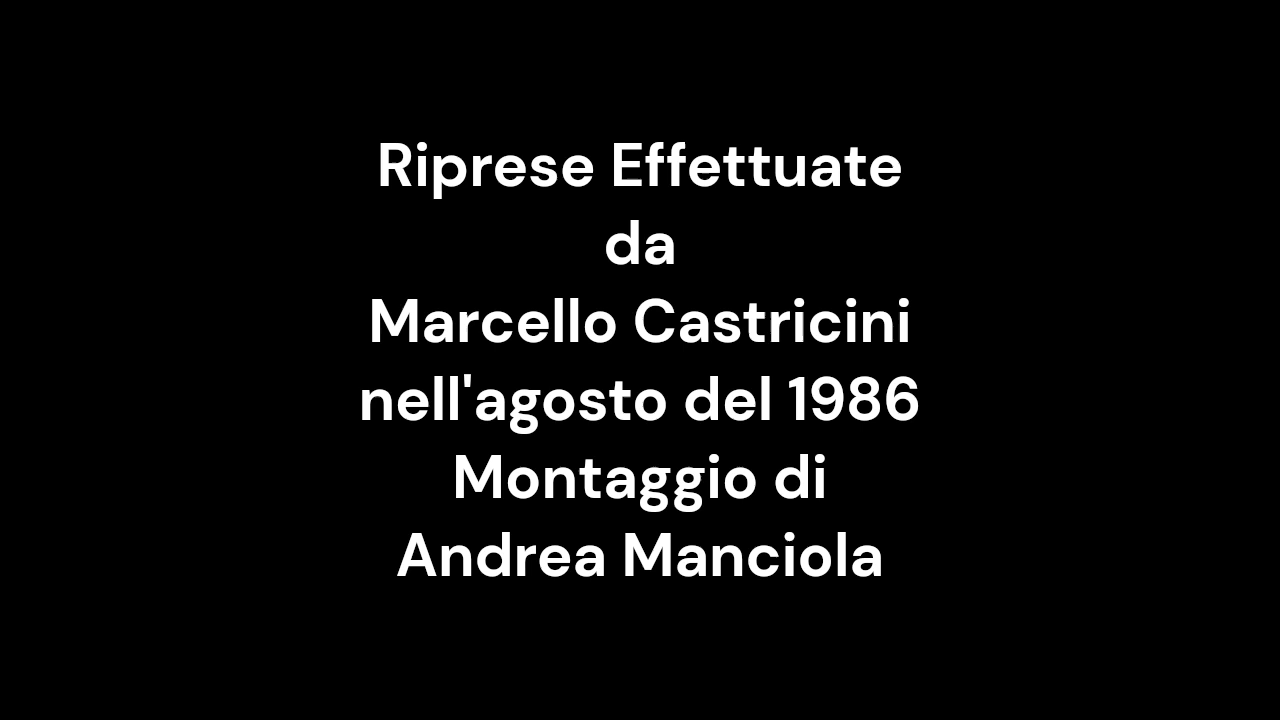 Riprese Effettuate
da
Marcello Castricini
nell'agosto del 1986
Montaggio di
Andrea Manciola